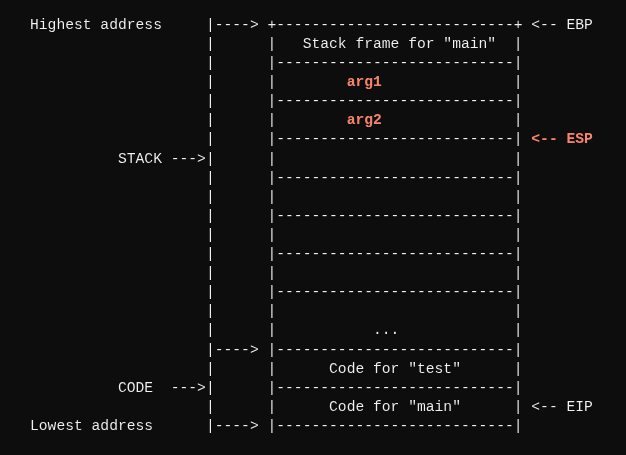 Highest address     |----> +---------------------------+ <-- EBP
                    |      |   Stack frame for "main"  |
                    |      |---------------------------|
                    |      |        arg1               |
                    |      |---------------------------|
                    |      |        arg2               |
                    |      |---------------------------| <-- ESP
          STACK --->|      |                           |
                    |      |---------------------------|
                    |      |                           |
                    |      |---------------------------|
                    |      |                           |
                    |      |---------------------------|
                    |      |                           |
                    |      |---------------------------|
                    |      |                           |
                    |      |           ...             |
                    |----> |---------------------------|
                    |      |      Code for "test"      |
          CODE  --->|      |---------------------------|
                    |      |      Code for "main"      | <-- EIP
Lowest address      |----> |---------------------------|